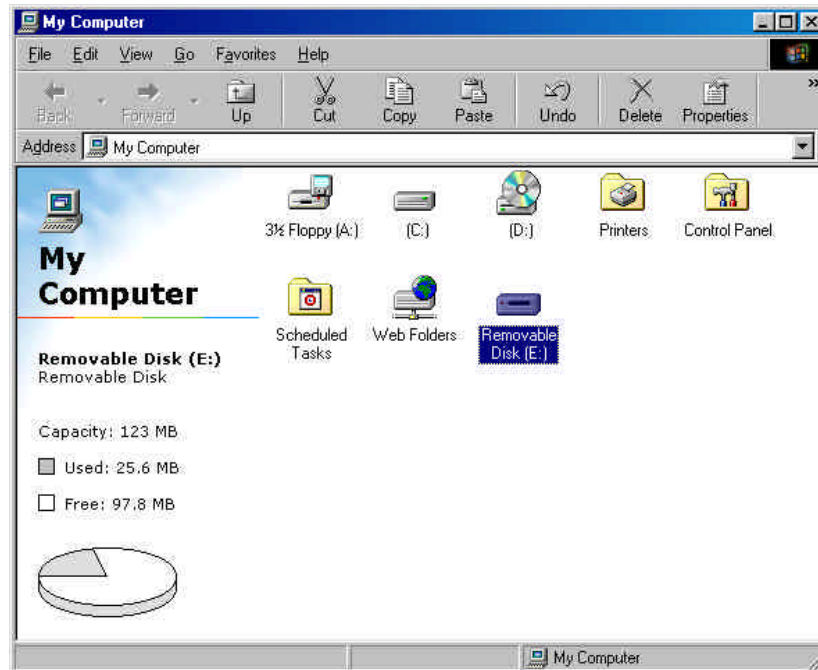 My Computer
File Edit View Go Favorites Help
Back Forward Up Cut Copy Paste Undo Delete Properties »
Address My Computer
3½ Floppy (A:) (C:) (D:) Printers Control Panel
My
Computer
Scheduled
Tasks
Web Folders
Removable
Disk (E:)
Removable Disk (E:)
Removable Disk
Capacity: 123 MB
Used: 25.6 MB
Free: 97.8 MB
My Computer